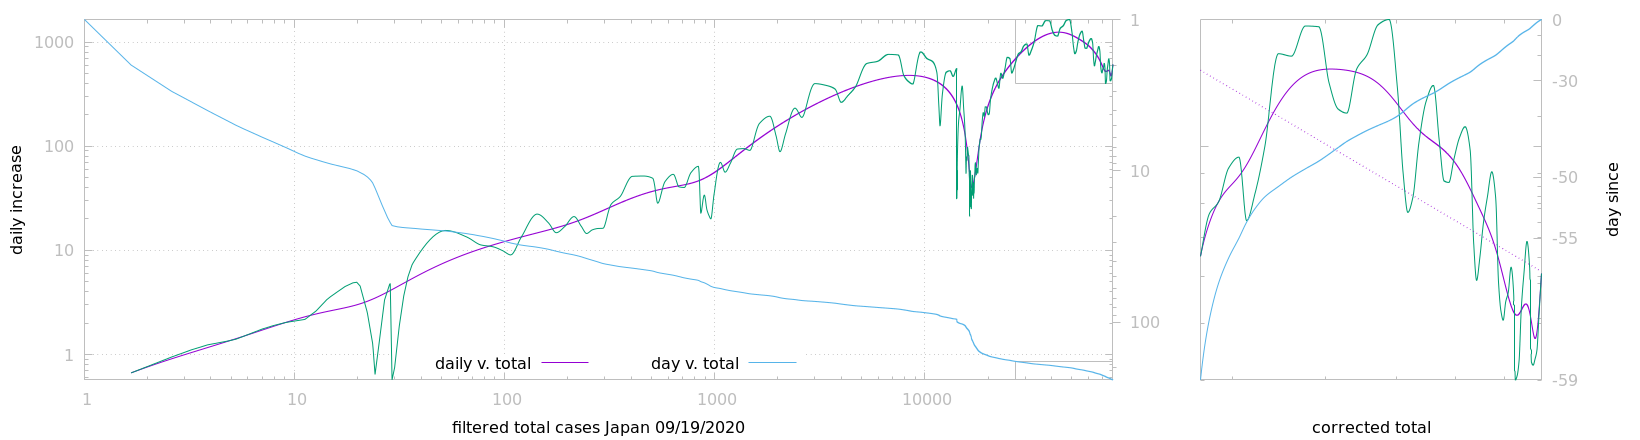 daily increase
1000
100
10
1
1
10
100
1000
10000
1
10
100
daily v. total
day v. total
filtered total cases Japan 09/19/2020
0
-30
-50
-55
-59
day since
corrected total